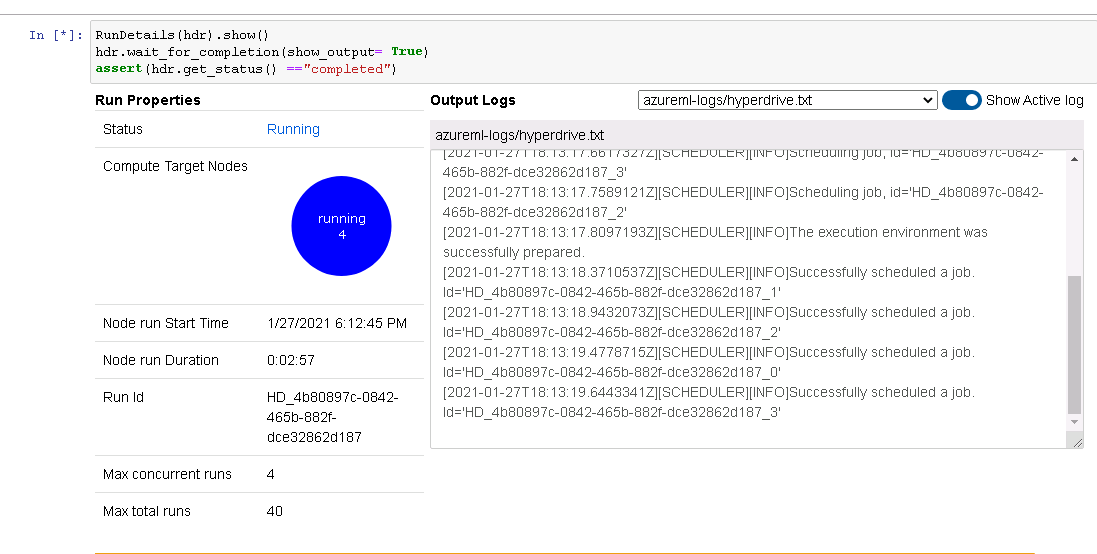 In [*]:
RunDetails(hdr).show()
hdr.wait_for_completion(show_output= True)
assert(hdr.get_status() =="completed")
Run Properties
Status Running
Compute Target Nodes
running
4
Node run Start Time 1/27/2021 6:12:45 PM
Node run Duration 0:02:57
Run Id HD_4b80897c-0842-
465b-882f-
dce32862d187
Max concurrent runs 4
Max total runs 40
Output Logs azureml-logs/hyperdrive.txt Show Active log
azureml-logs/hyperdrive.txt
[2021-01-27T18:13:17.6617327Z][SCHEDULER][INFO]Scheduling job, id='HD_4b80897c-0842-
465b-882f-dce32862d187_3'
[2021-01-27T18:13:17.7589121Z][SCHEDULER][INFO]Scheduling job, id='HD_4b80897c-0842-
465b-882f-dce32862d187_2'
[2021-01-27T18:13:17.8097193Z][SCHEDULER][INFO]The execution environment was
successfully prepared.
[2021-01-27T18:13:18.3710537Z][SCHEDULER][INFO]Successfully scheduled a job.
Id='HD_4b80897c-0842-465b-882f-dce32862d187_1'
[2021-01-27T18:13:18.9432073Z][SCHEDULER][INFO]Successfully scheduled a job.
Id='HD_4b80897c-0842-465b-882f-dce32862d187_2'
[2021-01-27T18:13:19.4778715Z][SCHEDULER][INFO]Successfully scheduled a job.
Id='HD_4b80897c-0842-465b-882f-dce32862d187_0'
[2021-01-27T18:13:19.6443341Z][SCHEDULER][INFO]Successfully scheduled a job.
Id='HD_4b80897c-0842-465b-882f-dce32862d187_3'